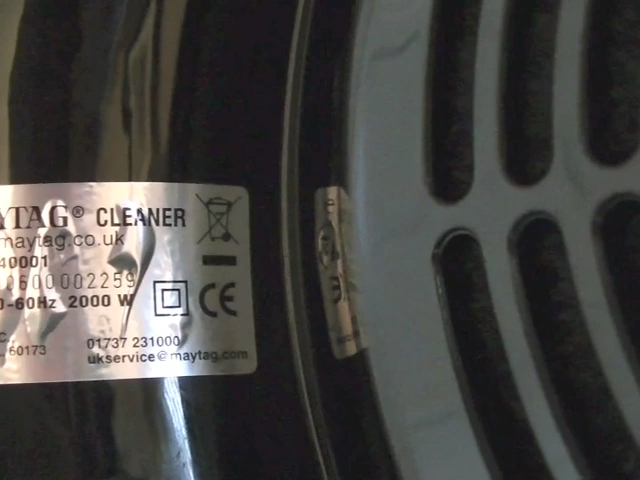 YTAG® CLEANER
maytag.co.uk
40001
0600002259
0-60Hz 2000 W
CE
C.
60173
01737 231000
ukservice@maytag.com